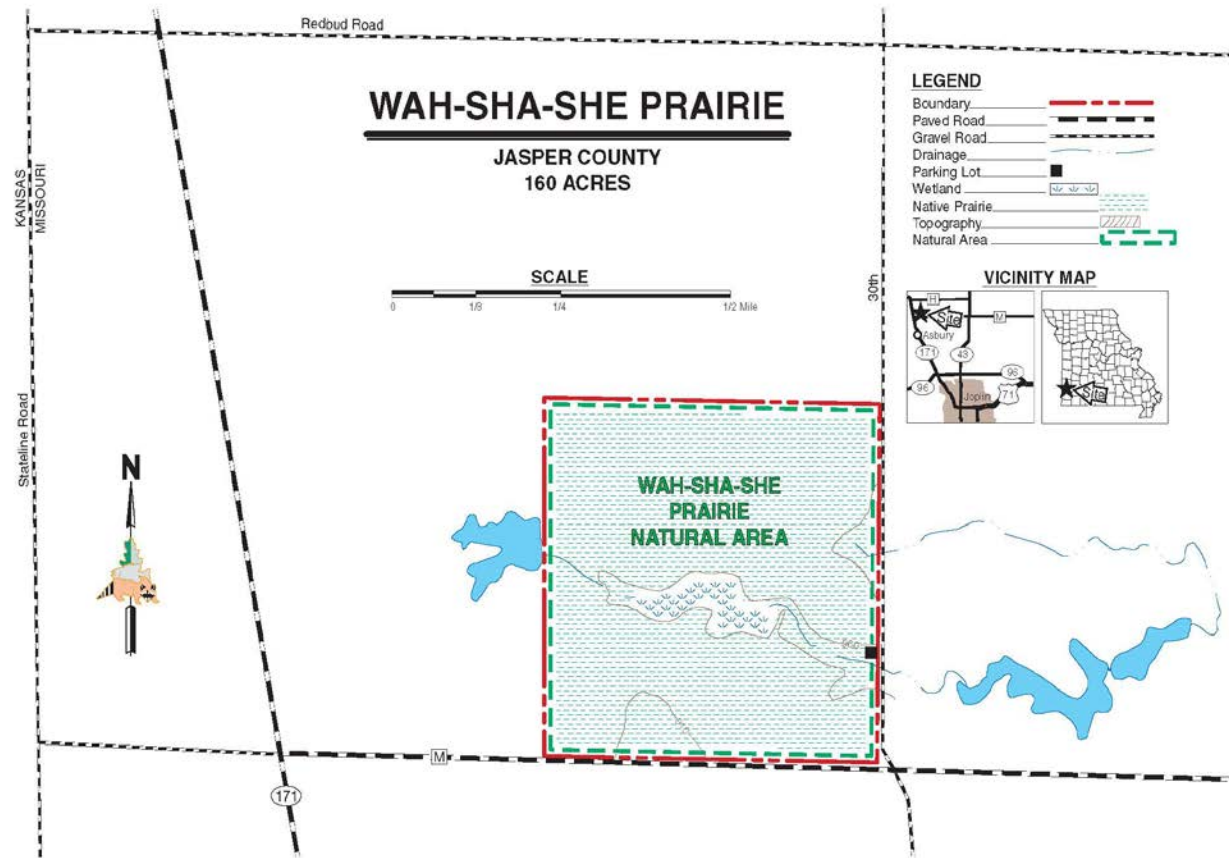 Redbud Road
WAH-SHA-SHE PRAIRIE
JASPER COUNTY
160 ACRES
KANSAS
MISSOURI
Stateline Road
SCALE
0 1/8 1/4 1/2 Mile
30th
LEGEND
Boundary
Paved Road
Gravel Road
Drainage
Parking Lot
Wetland
Native Prairie
Topography
Natural Area
VICINITY MAP
H
Site
M
Asbury
171
43
96
96
Joplin
71
Site
N
WAH-SHA-SHE
PRAIRIE
NATURAL AREA
M
171